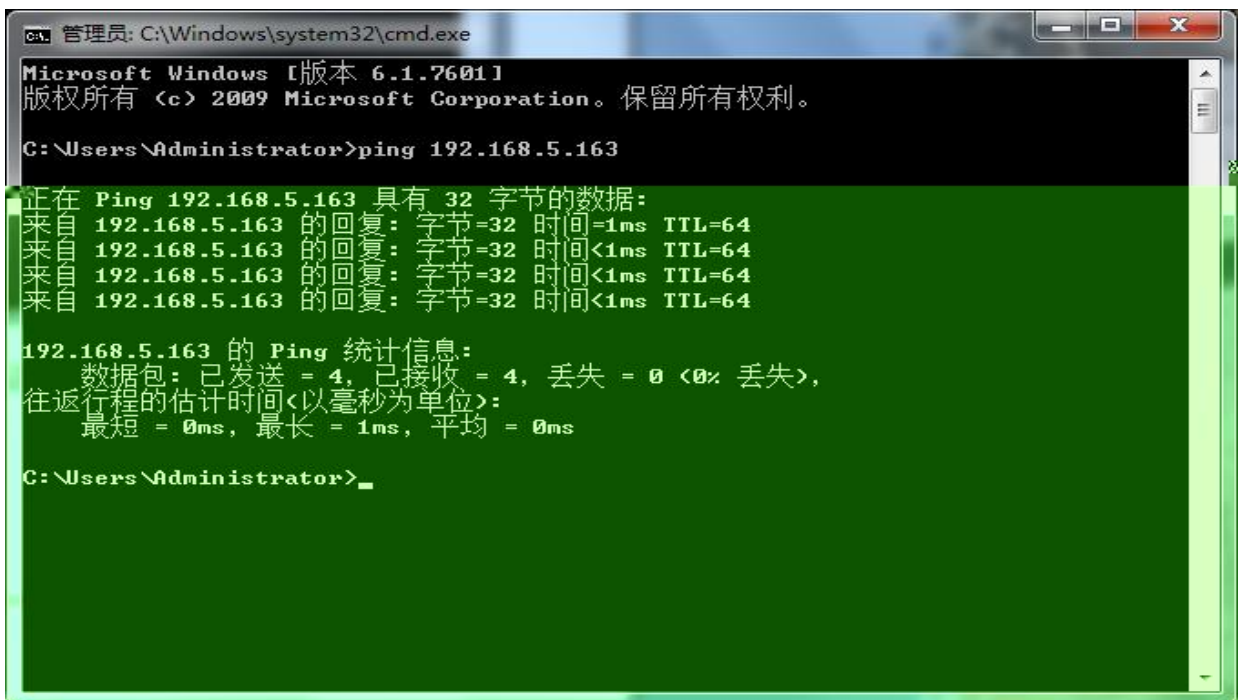 管理员: C:\Windows\system32\cmd.exe
Microsoft Windows [版本 6.1.7601]
版权所有 (c) 2009 Microsoft Corporation。保留所有权利。
C:\Users\Administrator>ping 192.168.5.163
正在 Ping 192.168.5.163 具有 32 字节的数据:
来自 192.168.5.163 的回复: 字节=32 时间=1ms TTL=64
来自 192.168.5.163 的回复: 字节=32 时间<1ms TTL=64
来自 192.168.5.163 的回复: 字节=32 时间<1ms TTL=64
来自 192.168.5.163 的回复: 字节=32 时间<1ms TTL=64
192.168.5.163 的 Ping 统计信息:
数据包: 已发送 = 4, 已接收 = 4, 丢失 = 0 (0% 丢失),
往返行程的估计时间(以毫秒为单位):
最短 = 0ms, 最长 = 1ms, 平均 = 0ms
C:\Users\Administrator>_